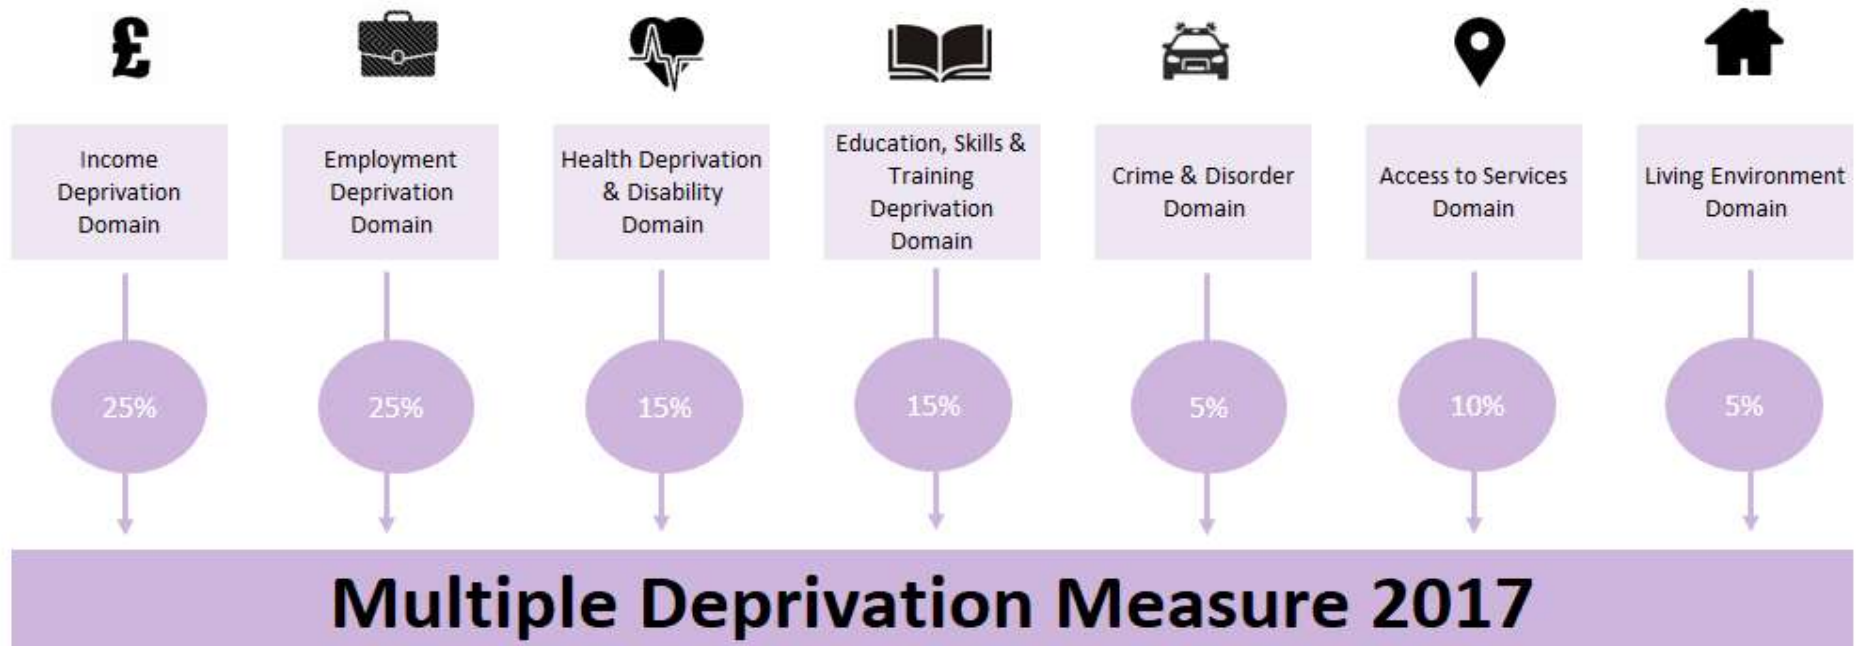 £
Income
Deprivation
Domain
Employment
Deprivation
Domain
Health Deprivation
& Disability
Domain
Education, Skills &
Training
Deprivation
Domain
Crime & Disorder
Domain
Access to Services
Domain
Living Environment
Domain
25%
25%
15%
15%
5%
10%
5%
Multiple Deprivation Measure 2017